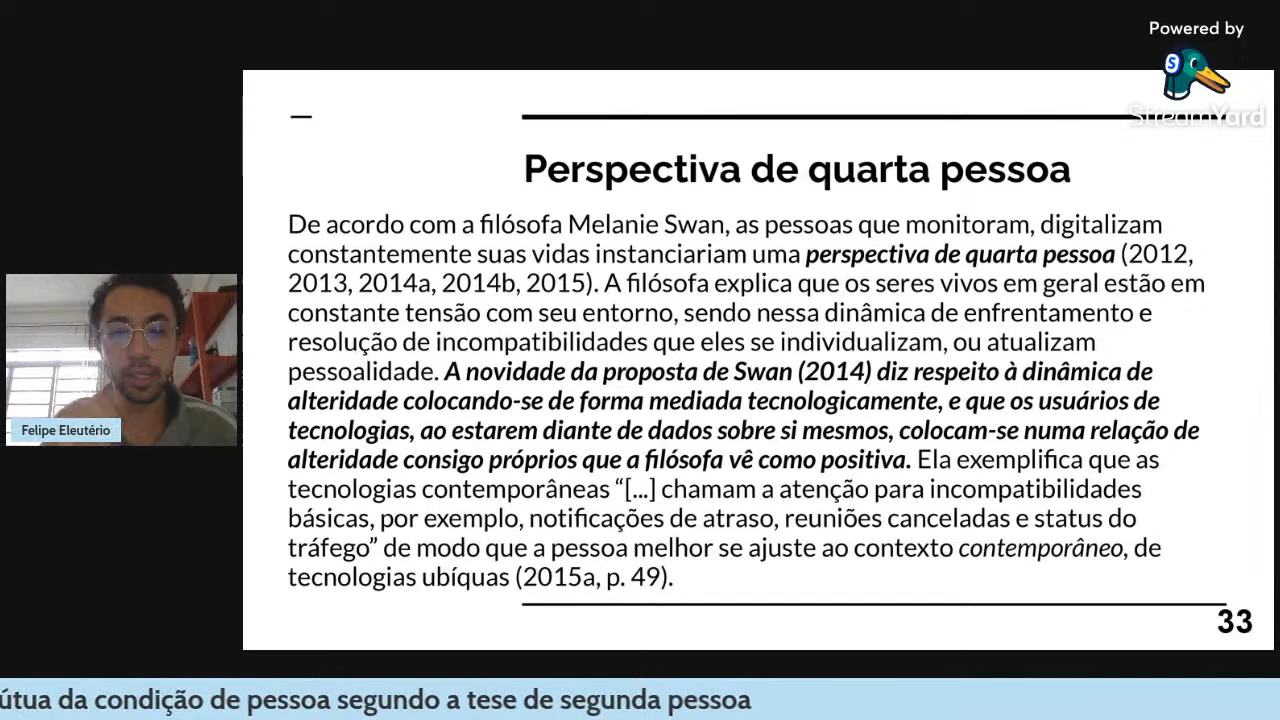 Powered by
StreamYard
Perspectiva de quarta pessoa
De acordo com a filósofa Melanie Swan, as pessoas que monitoram, digitalizam
constantemente suas vidas instanciariam uma perspectiva de quarta pessoa (2012,
2013, 2014a, 2014b, 2015). A filósofa explica que os seres vivos em geral estão em
constante tensão com seu entorno, sendo nessa dinâmica de enfrentamento e
resolução de incompatibilidades que eles se individualizam, ou atualizam
pessoalidade. A novidade da proposta de Swan (2014) diz respeito à dinâmica de
alteridade colocando-se de forma mediada tecnologicamente, e que os usuários de
tecnologias, ao estarem diante de dados sobre si mesmos, colocam-se numa relação de
alteridade consigo próprios que a filósofa vê como positiva. Ela exemplifica que as
tecnologias contemporâneas “[...] chamam a atenção para incompatibilidades
básicas, por exemplo, notificações de atraso, reuniões canceladas e status do
tráfego” de modo que a pessoa melhor se ajuste ao contexto contemporâneo, de
tecnologias ubíquas (2015a, p. 49).
33
Felipe Eleutério
útua da condição de pessoa segundo a tese de segunda pessoa